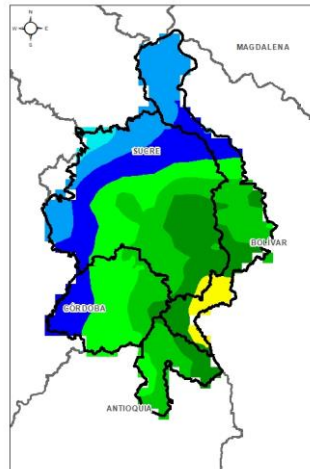 N
W E
S
MAGDALENA
SUCRE
BOLIVAR
CÓRDOBA
ANTIOQUIA